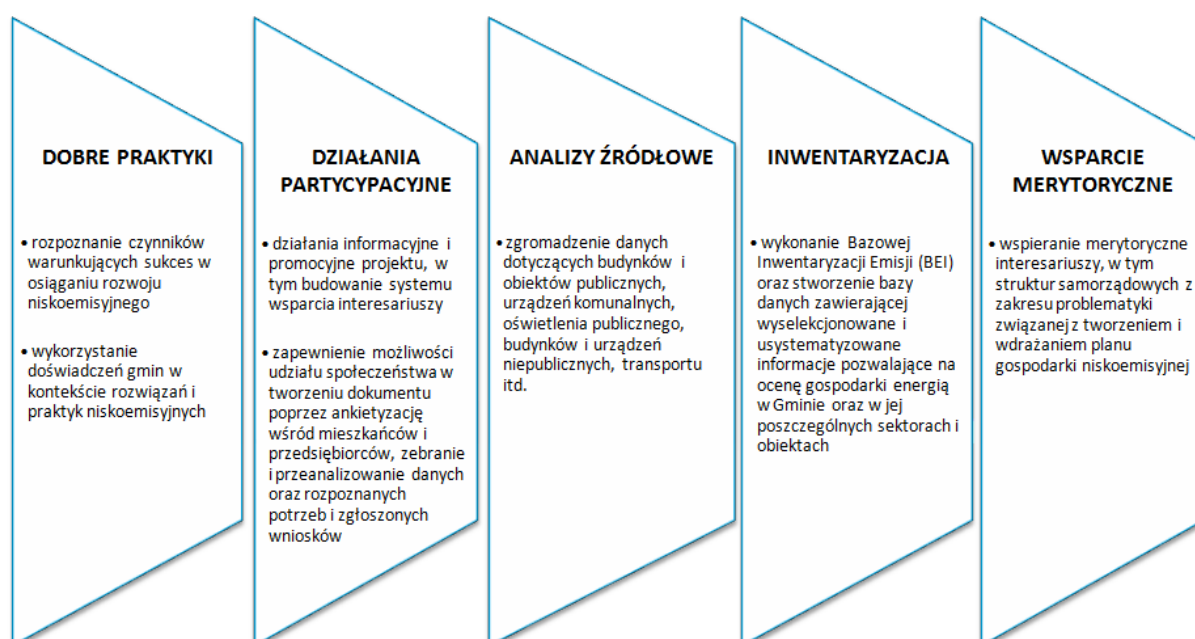 DOBRE PRAKTYKI
• rozpoznanie czynników
warunkujących sukces w
osiąganiu rozwoju
niskoemisyjnego
• wykorzystanie
doświadczeń gmin w
kontekście rozwiązań i
praktyk niskoemisyjnych
DZIAŁANIA
PARTYCYPACYJNE
• działania informacyjne i
promocyjne projektu, w
tym budowanie systemu
wsparcia interesariuszy
• zapewnienie możliwości
udziału społeczeństwa w
tworzeniu dokumentu
poprzez ankietyzację
wśród mieszkańców i
przedsiębiorców, zebranie
i przeanalizowanie danych
oraz rozpoznanych
potrzeb i zgłoszonych
wniosków
ANALIZY ŹRÓDŁOWE
• zgromadzenie danych
dotyczących budynków i
obiektów publicznych,
urządzeń komunalnych,
oświetlenia publicznego,
budynków i urządzeń
niepublicznych, transportu
itd.
INWENTARYZACJA
• wykonanie Bazowej
Inwentaryzacji Emisji (BEI)
oraz stworzenie bazy
danych zawierającej
wyselekcjonowane i
usystematyzowane
informacje pozwalające na
ocenę gospodarki energią
w Gminie oraz w jej
poszczególnych sektorach i
obiektach
WSPARCIE
MERYTORYCZNE
• wspieranie merytoryczne
interesariuszy, w tym
struktur samorządowych z
zakresu problematyki
związanej z tworzeniem i
wdrażaniem planu
gospodarki niskoemisyjnej